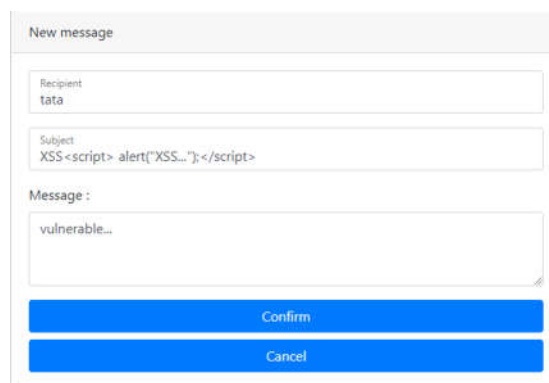 New message
Recipient
tata
Subject
XSS<script> alert("XSS...");</script>
Message :
vulnerable...
Confirm
Cancel